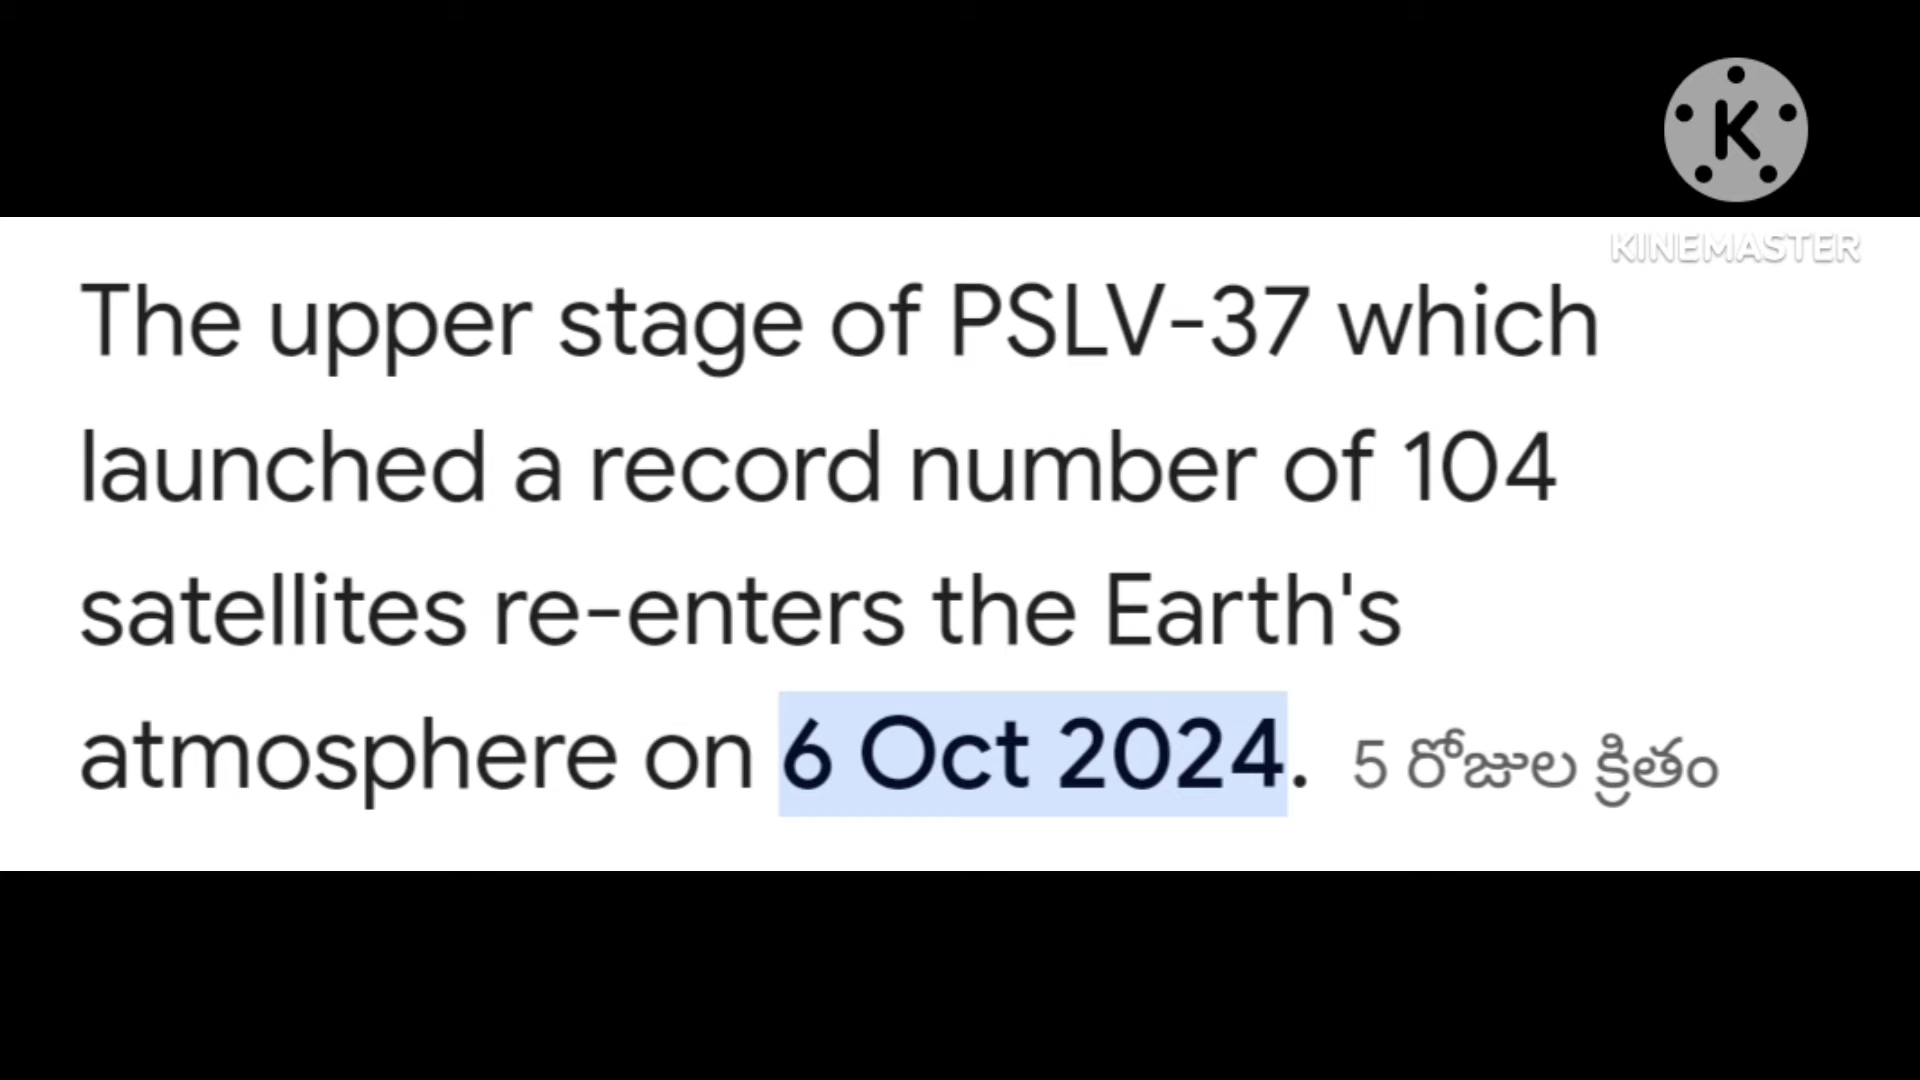 K
KINEMASTER
The upper stage of PSLV-37 which
launched a record number of 104
satellites re-enters the Earth's
atmosphere on 6 Oct 2024. 5 రోజుల క్రితం